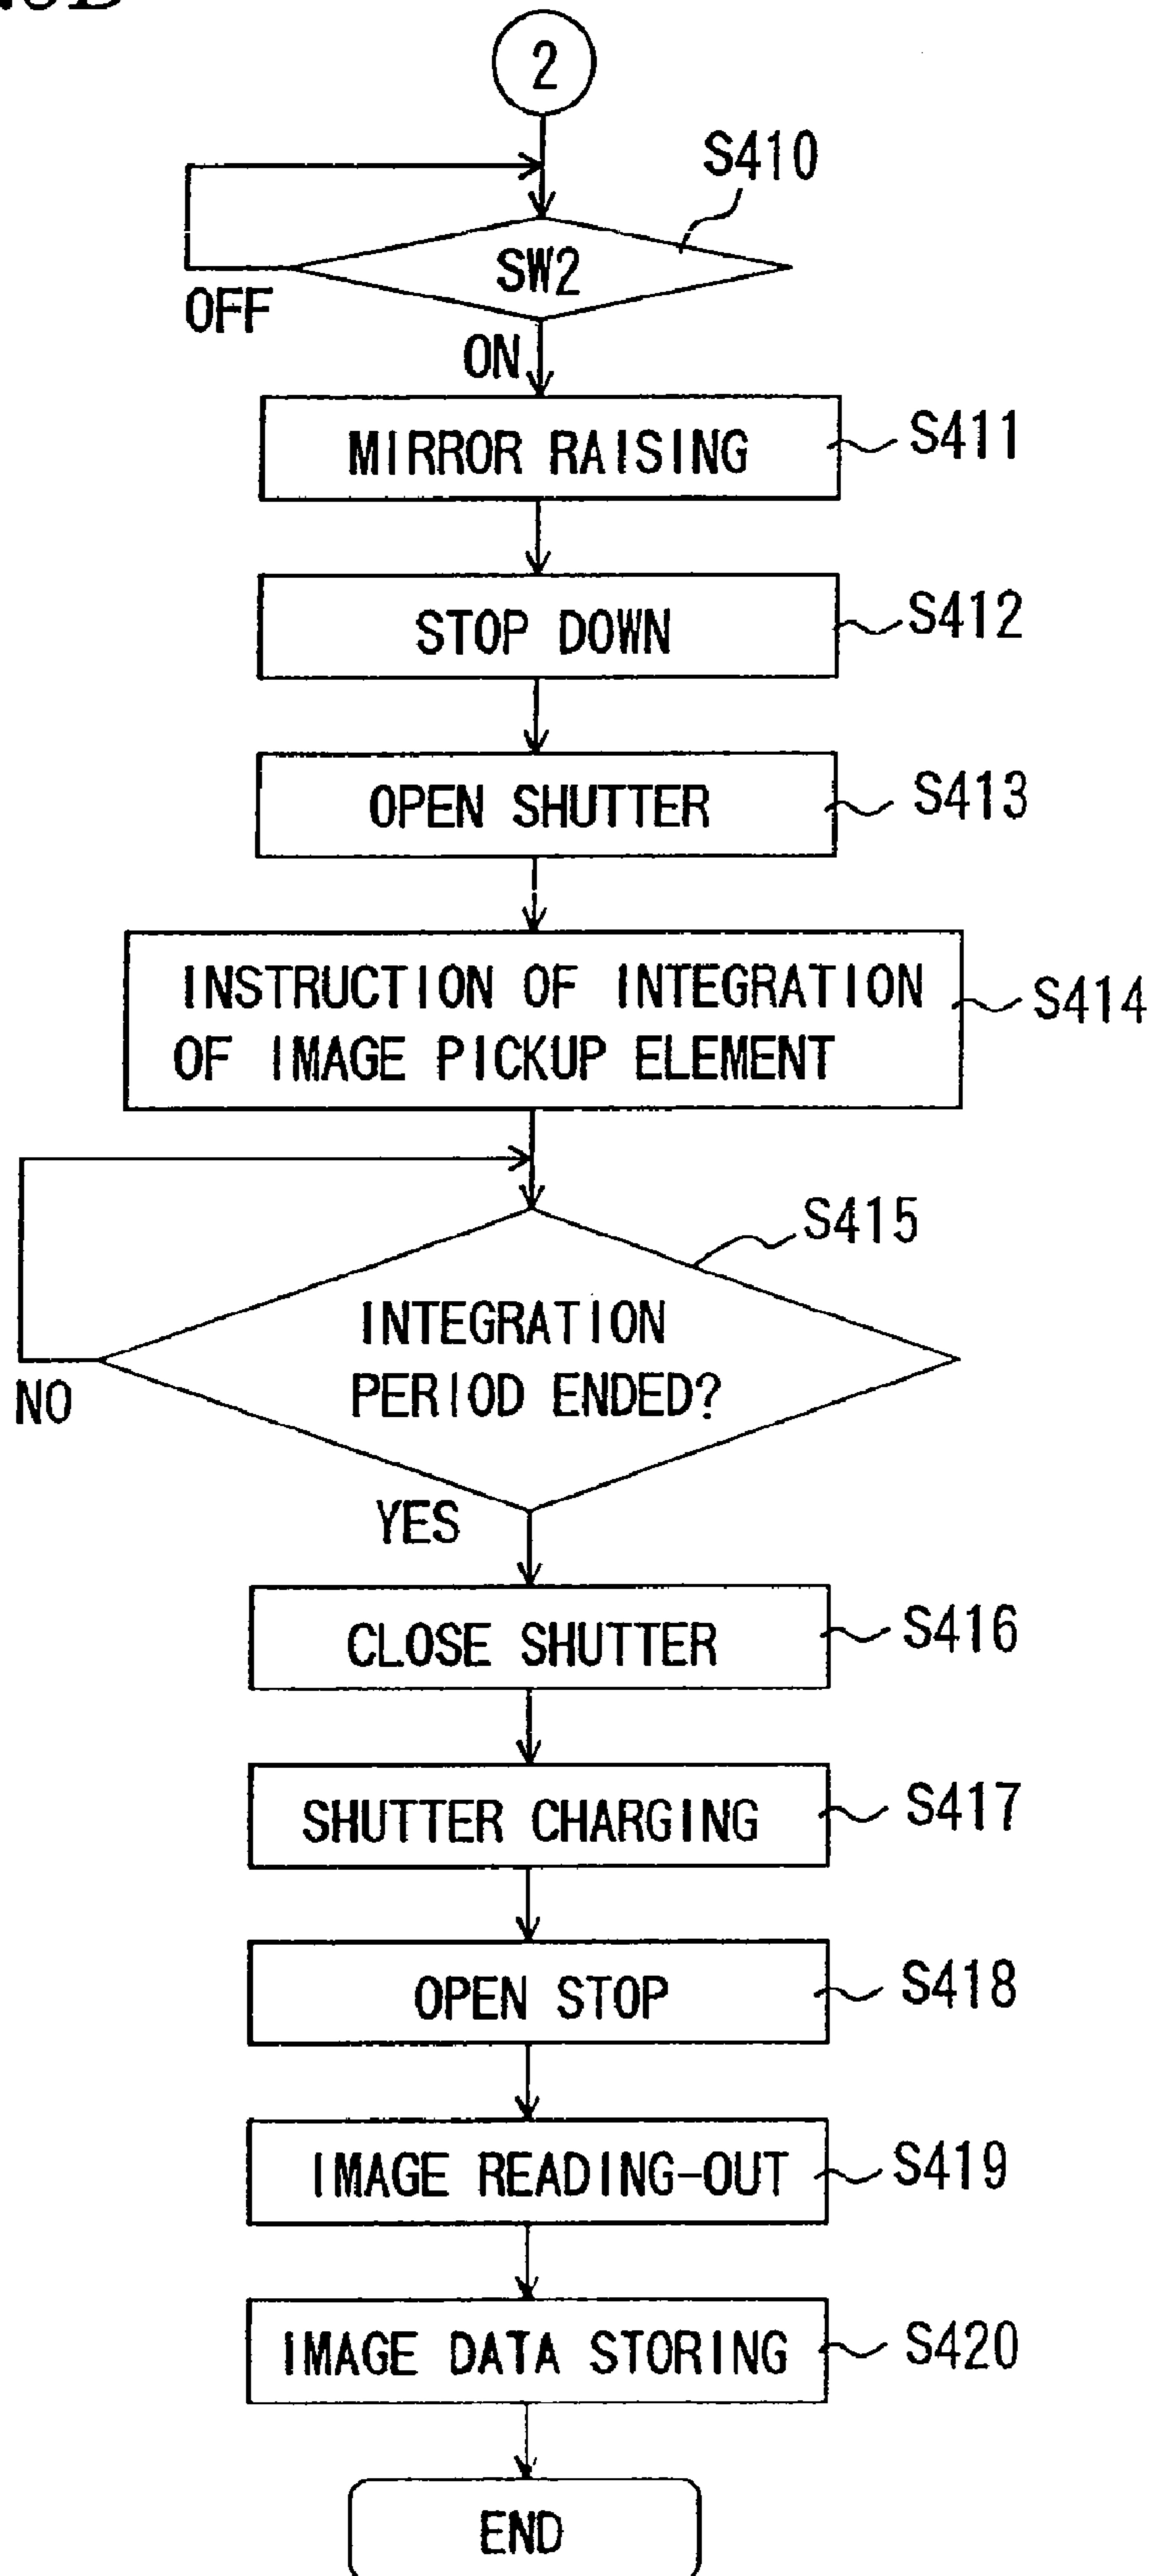 2
S410
SW2
OFF
ON
MIRROR RAISING
S411
STOP DOWN
S412
OPEN SHUTTER
S413
INSTRUCTION OF INTEGRATION
OF IMAGE PICKUP ELEMENT
S414
S415
INTEGRATION
PERIOD ENDED?
NO
YES
CLOSE SHUTTER
S416
SHUTTER CHARGING
S417
OPEN STOP
S418
IMAGE READING-OUT
S419
IMAGE DATA STORING
S420
END